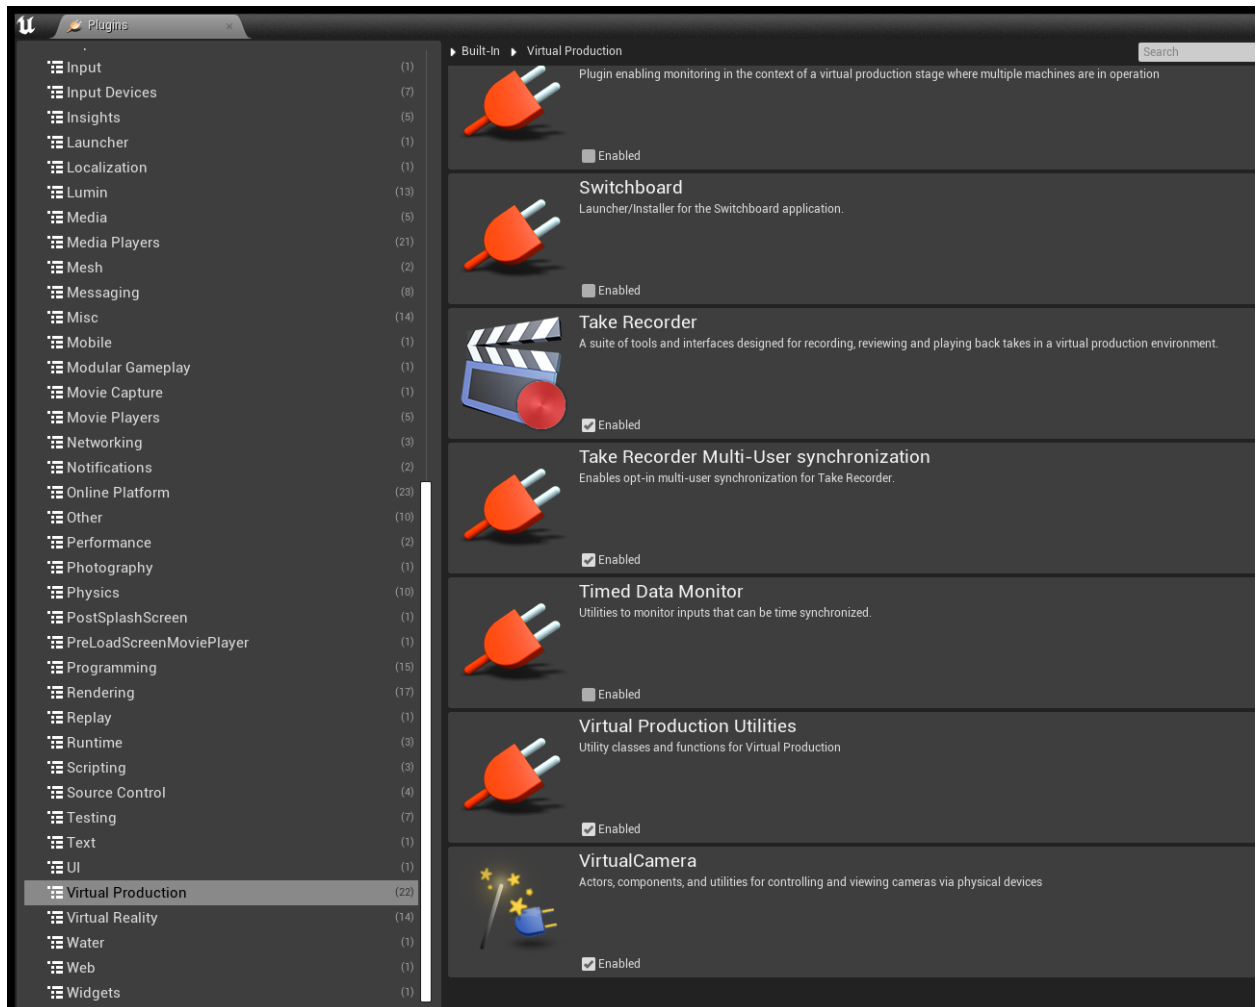 Plugins
Input (1)
Input Devices (7)
Insights (5)
Launcher (1)
Localization (1)
Lumin (13)
Media (5)
Media Players (21)
Mesh (2)
Messaging (8)
Misc (14)
Mobile (1)
Modular Gameplay (1)
Movie Capture (1)
Movie Players (5)
Networking (3)
Notifications (2)
Online Platform (23)
Other (10)
Performance (2)
Photography (1)
Physics (10)
PostSplashScreen (1)
PreLoadScreenMoviePlayer (1)
Programming (15)
Rendering (17)
Replay (1)
Runtime (3)
Scripting (3)
Source Control (4)
Testing (7)
Text (1)
UI (1)
Virtual Production (22)
Virtual Reality (14)
Water (1)
Web (1)
Widgets (1)
Built-In Virtual Production
Search
Plugin enabling monitoring in the context of a virtual production stage where multiple machines are in operation
Enabled
Switchboard
Launcher/Installer for the Switchboard application.
Enabled
Take Recorder
A suite of tools and interfaces designed for recording, reviewing and playing back takes in a virtual production environment.
Enabled
Take Recorder Multi-User synchronization
Enables opt-in multi-user synchronization for Take Recorder.
Enabled
Timed Data Monitor
Utilities to monitor inputs that can be time synchronized.
Enabled
Virtual Production Utilities
Utility classes and functions for Virtual Production
Enabled
VirtualCamera
Actors, components, and utilities for controlling and viewing cameras via physical devices
Enabled